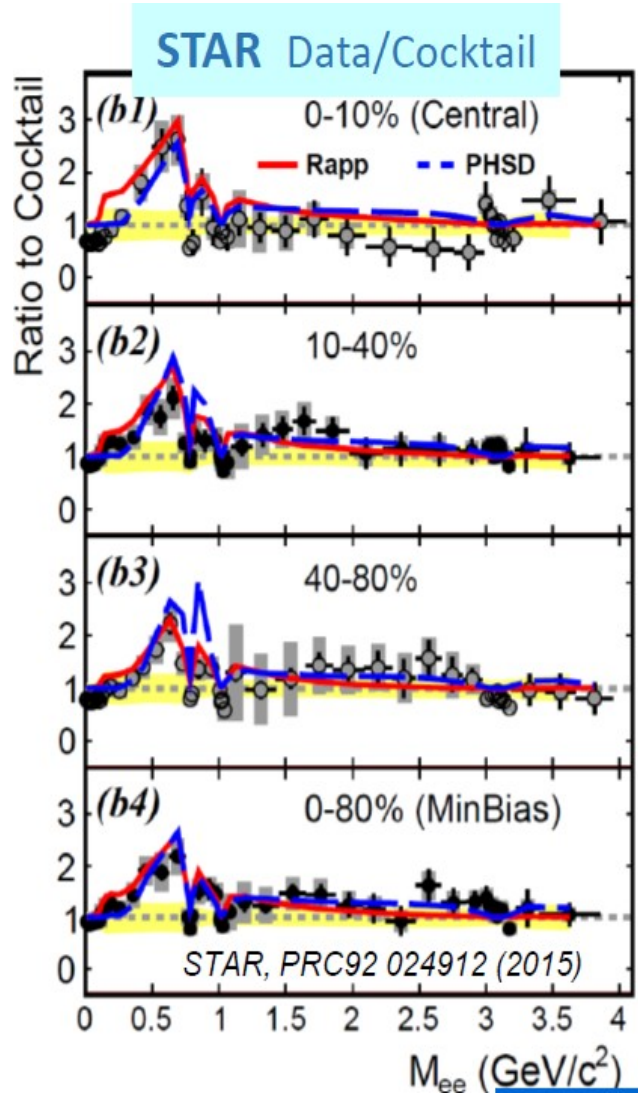 STAR Data/Cocktail
Ratio to Cocktail
(b1) 0-10% (Central)
Rapp PHSD
3
2
1
0
(b2) 10-40%
3
2
1
0
(b3) 40-80%
3
2
1
0
(b4) 0-80% (MinBias)
3
2
1
0
STAR, PRC92 024912 (2015)
0 0.5 1 1.5 2 2.5 3 3.5 4
M_ee (GeV/c²)